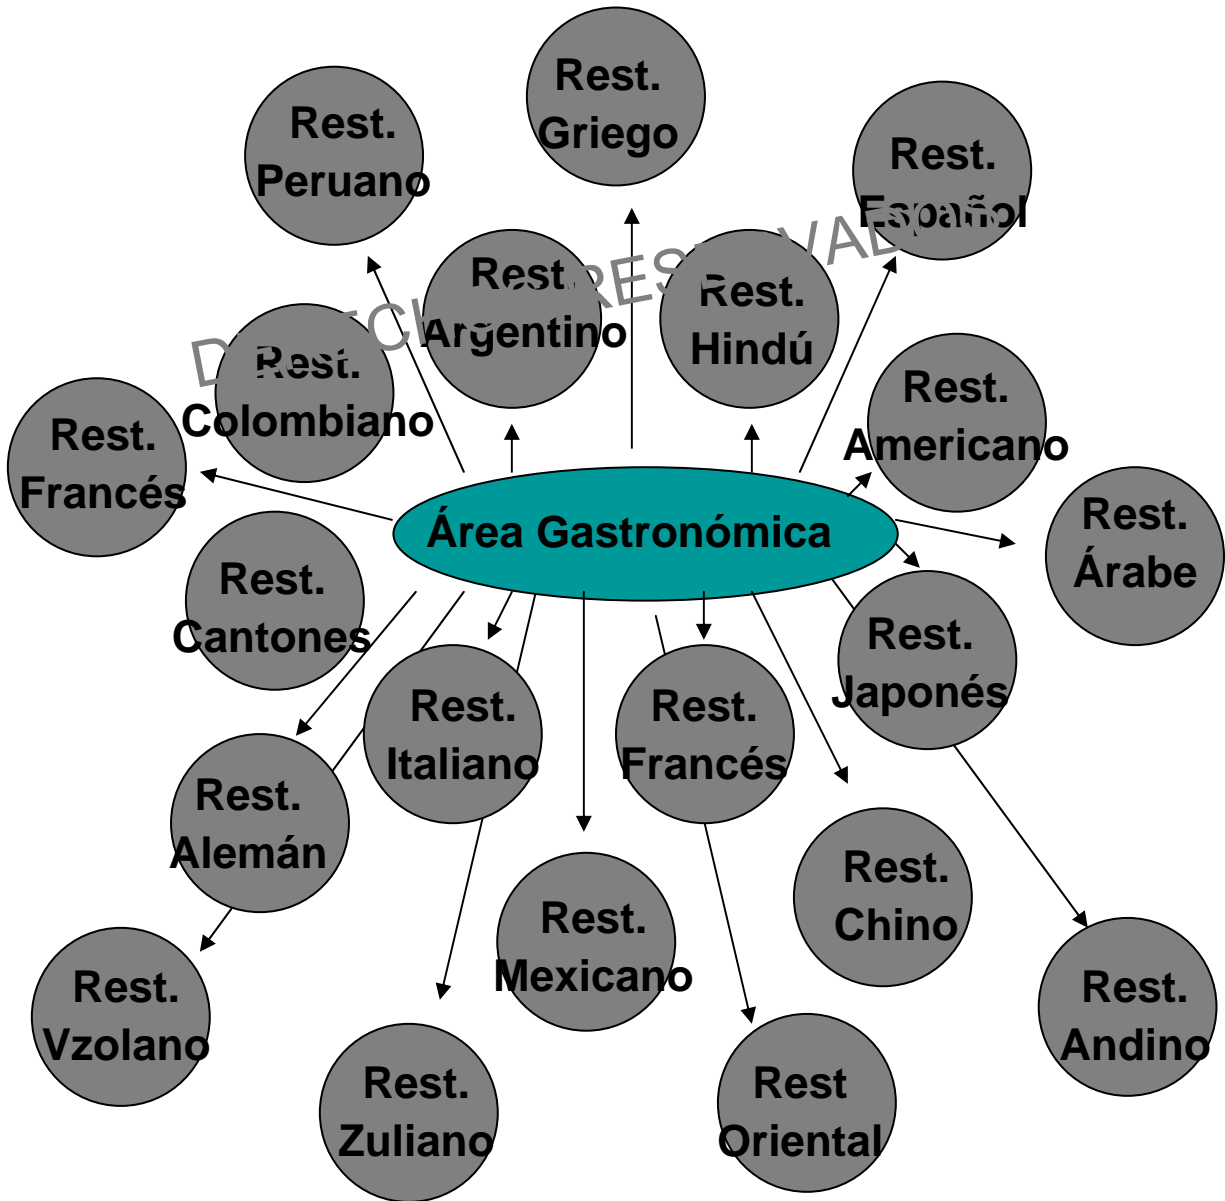 Rest.
Griego
Rest.
Peruano
Rest.
Español
Rest.
Argentino
Rest.
Hindú
Rest.
Colombiano
Rest.
Americano
Rest.
Francés
Rest.
Árabe
Área Gastronómica
Rest.
Cantones
Rest.
Japonés
Rest.
Italiano
Rest.
Francés
Rest.
Alemán
Rest.
Chino
Rest.
Mexicano
Rest.
Vzolano
Rest.
Andino
Rest.
Zuliano
Rest
Oriental